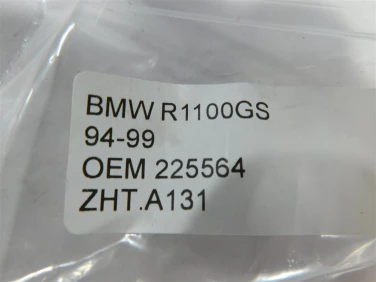 BMW R1100GS
94-99
OEM 225564
ZHT.A131